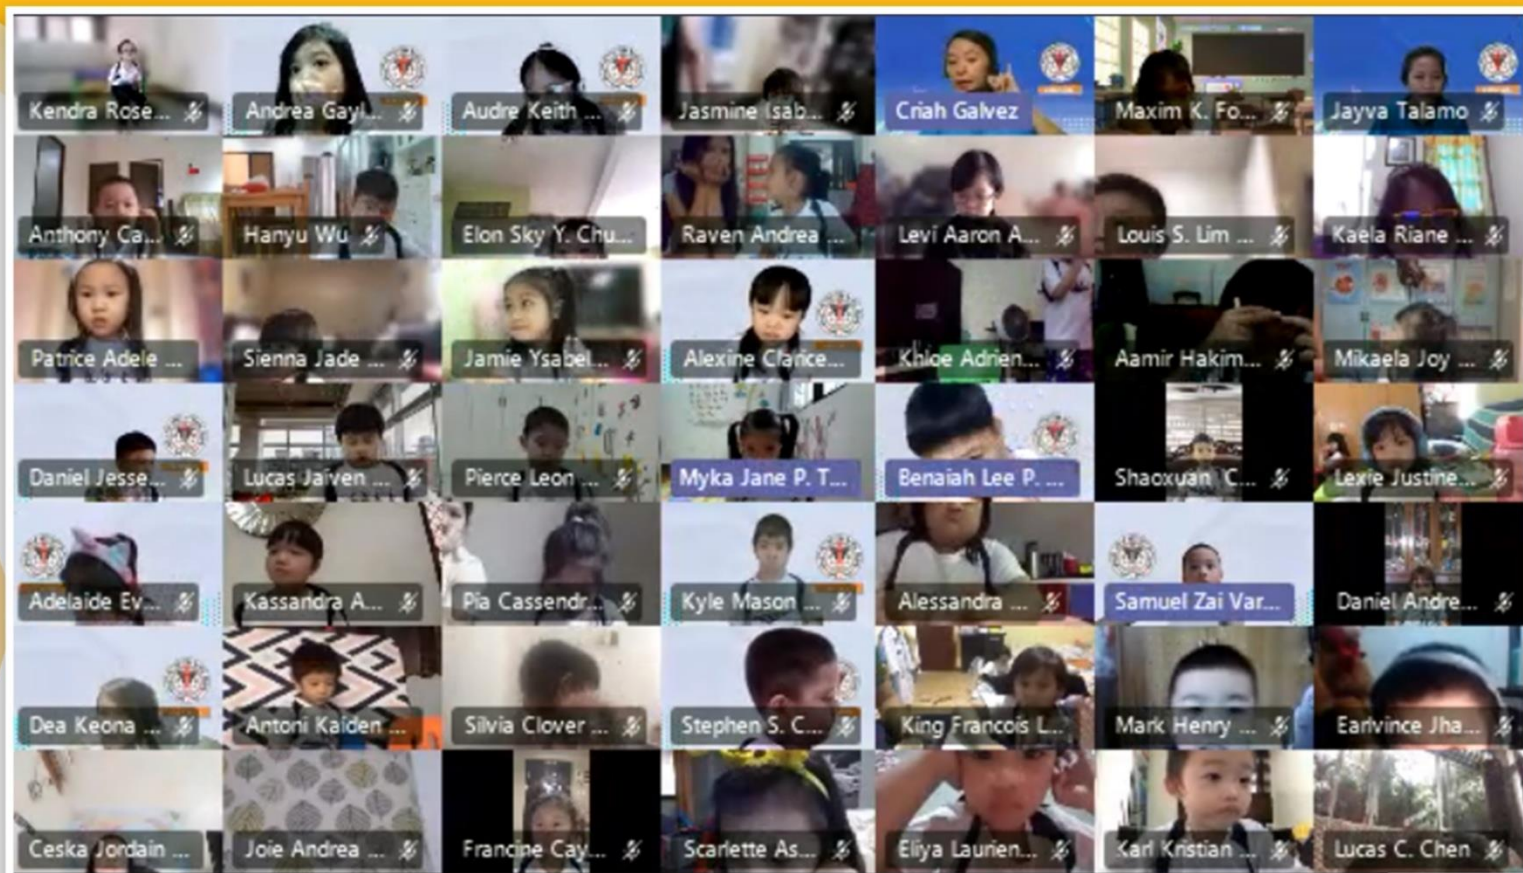 Kendra Rose...
Andrea Gayl...
Audre Keith ...
Jasmine Isab...
Criah Galvez
Maxim K. Fo...
Jayva Talamo
Anthony Ca...
Hanyu Wu
Elon Sky Y. Chu...
Raven Andrea ...
Levi Aaron A...
Louis S. Lim ...
Kaela Riane ...
Patrice Adele ...
Sienna Jade ...
Jamie Ysabel...
Alexine Clarice...
Khloe Adrien...
Aamir Hakim...
Mikaela Joy ...
Daniel Jesse...
Lucas Jaiven ...
Pierce Leon ...
Myka Jane P. T...
Benaiah Lee P. ...
Shaoxuan C...
Lexie Justine...
Adelaide Ev...
Kassandra A...
Pia Cassendr...
Kyle Mason ...
Alessandra ...
Samuel Zai Var...
Daniel Andre...
Dea Keona ...
Antoni Kaiden ...
Silvia Clover ...
Stephen S. C...
King Francois L...
Mark Henry ...
Earlvince Jha...
Ceska Jordain ...
Joie Andrea ...
Francine Cay...
Scarlette As...
Eliya Laurien...
Karl Kristian ...
Lucas C. Chen